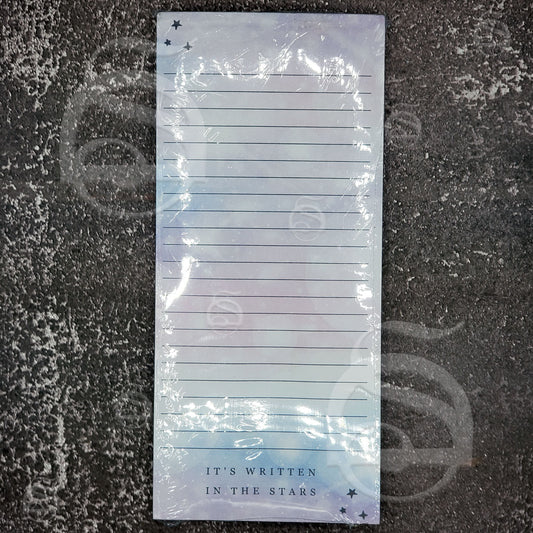 IT'S WRITTEN
IN THE STARS